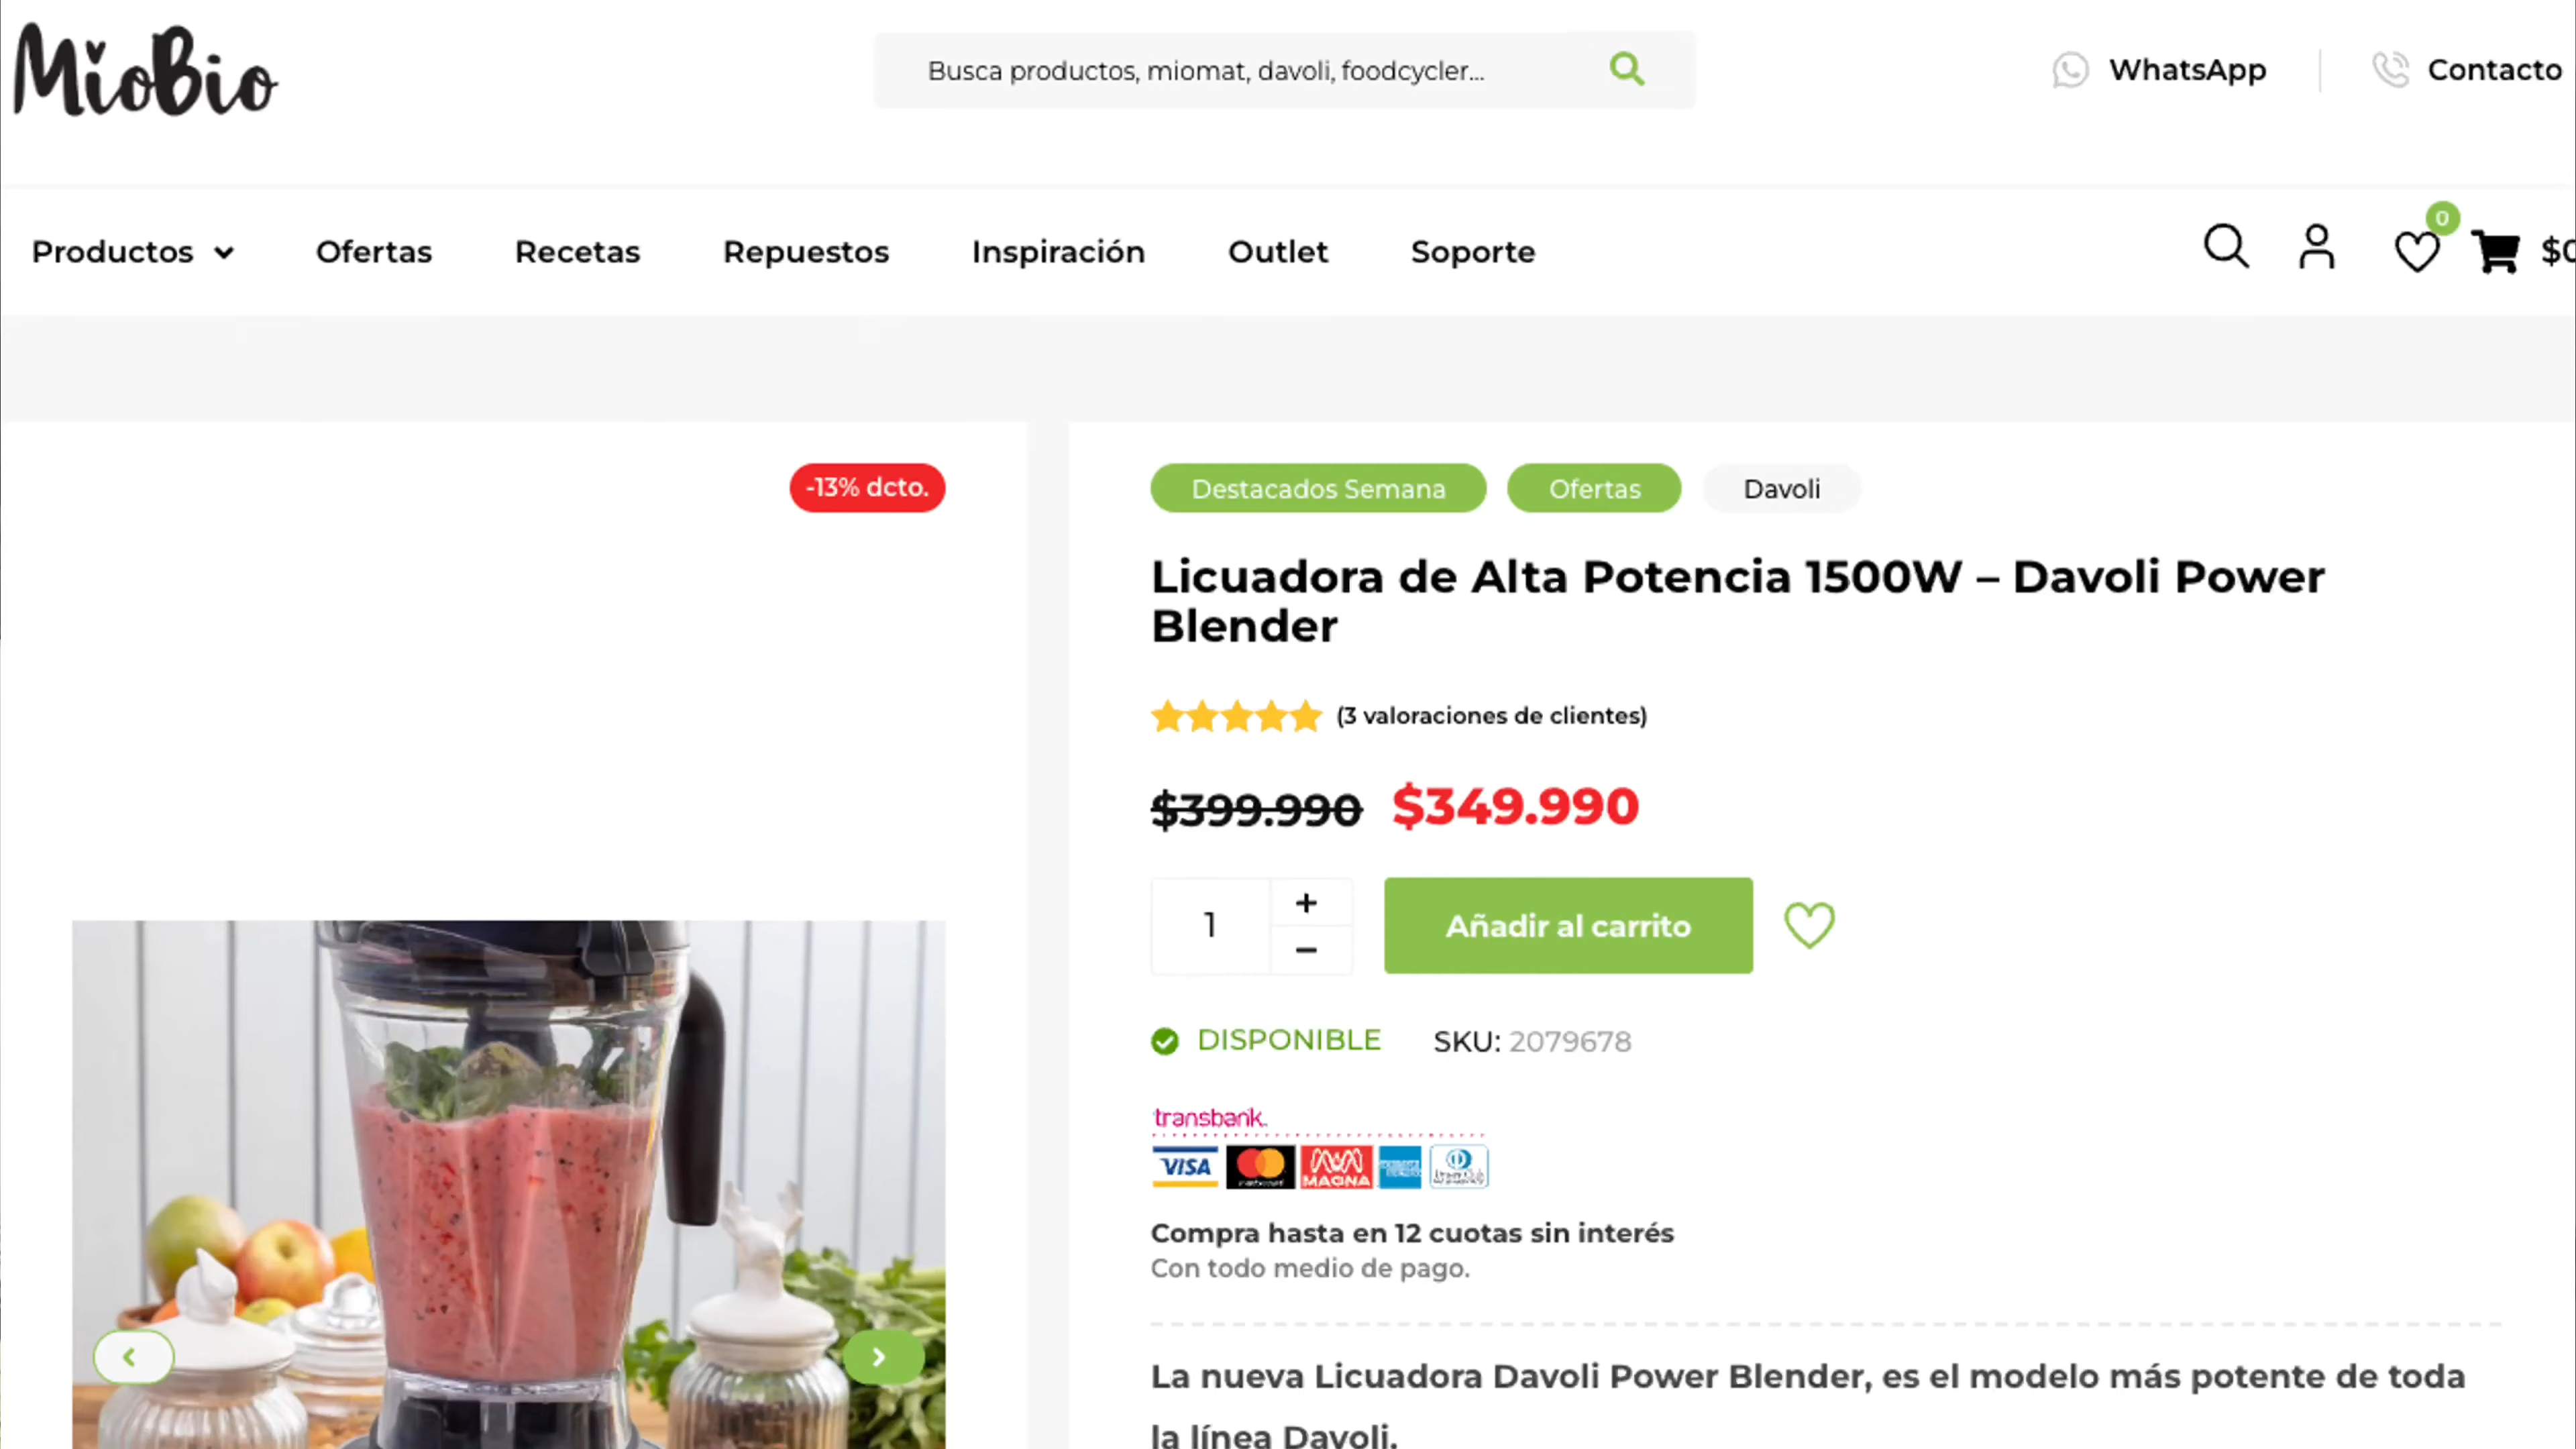 MioBio
Busca productos, miomat, davoli, foodcycler...
WhatsApp
Contacto
Productos
Ofertas
Recetas
Repuestos
Inspiración
Outlet
Soporte
0
-13% dcto.
Destacados Semana
Ofertas
Davoli
Licuadora de Alta Potencia 1500W – Davoli Power
Blender
(3 valoraciones de clientes)
$399.990 $349.990
1
+
−
Añadir al carrito
DISPONIBLE
SKU: 2079678
transbank.
VISA
MAGNA
Compra hasta en 12 cuotas sin interés
Con todo medio de pago.
La nueva Licuadora Davoli Power Blender, es el modelo más potente de toda
la línea Davoli.